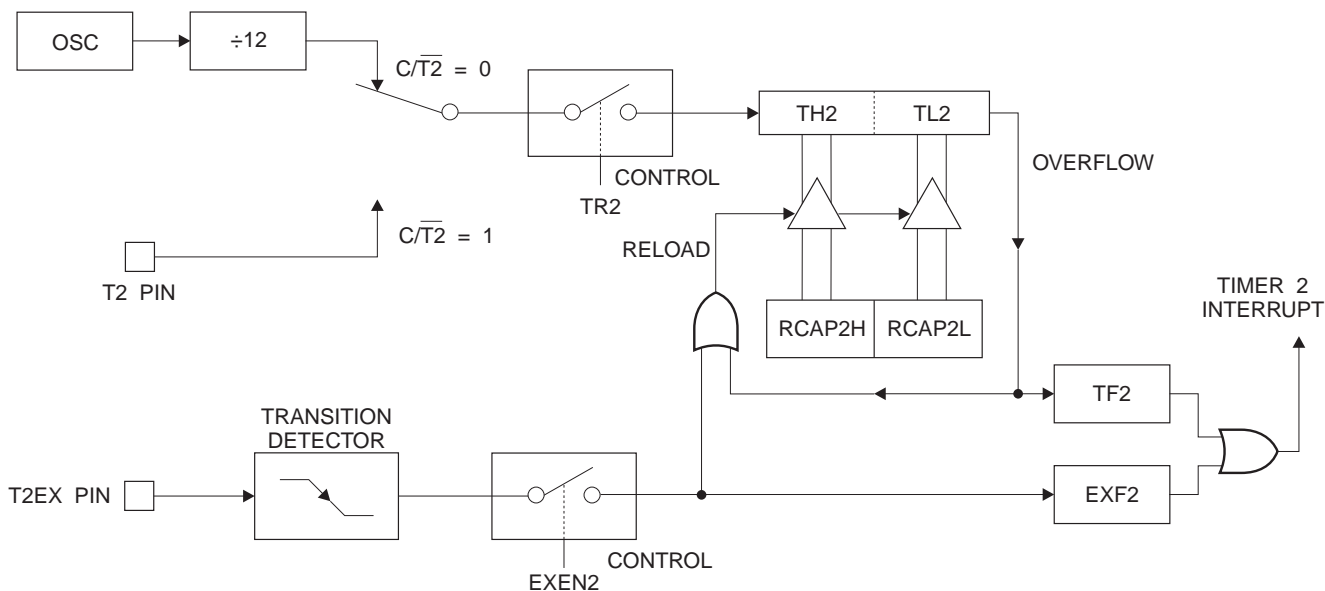 OSC
÷12
C/T2̅ = 0
TH2
TL2
OVERFLOW
CONTROL
TR2
C/T2̅ = 1
RELOAD
T2 PIN
TIMER 2
INTERRUPT
RCAP2H
RCAP2L
TF2
TRANSITION
DETECTOR
T2EX PIN
EXF2
CONTROL
EXEN2